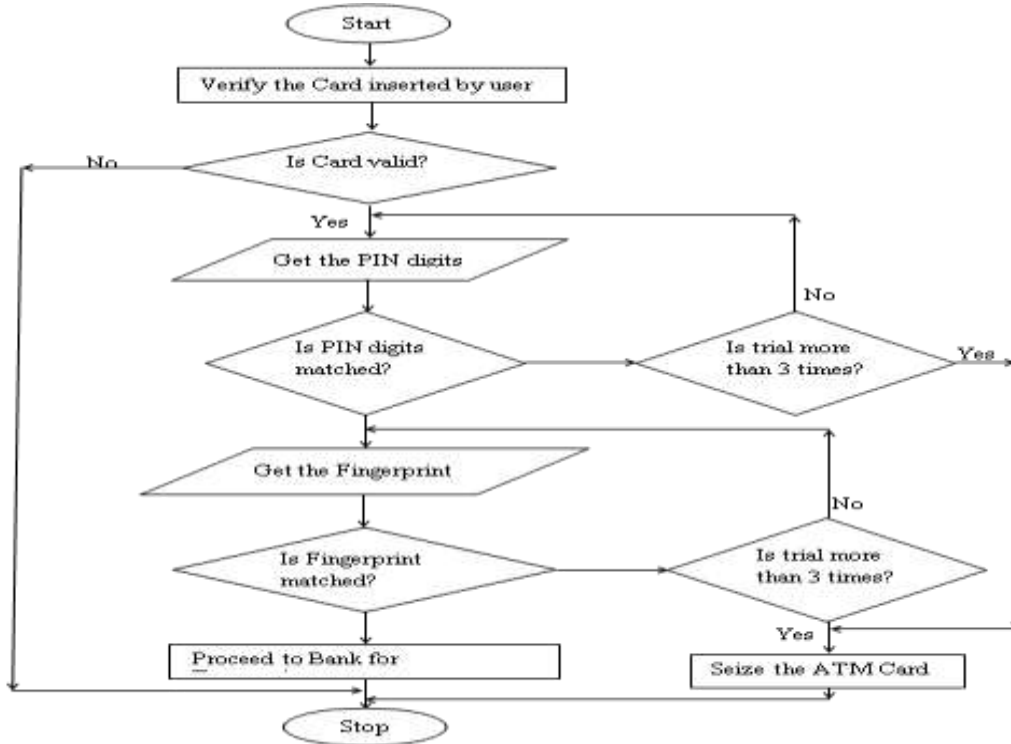 Start
Verify the Card inserted by user
Is Card valid?
No
Yes
Get the PIN digits
No
Is PIN digits
matched?
Is trial more
than 3 times?
Yes
Get the Fingerprint
No
Is Fingerprint
matched?
Is trial more
than 3 times?
Yes
Proceed to Bank for
Seize the ATM Card
Stop